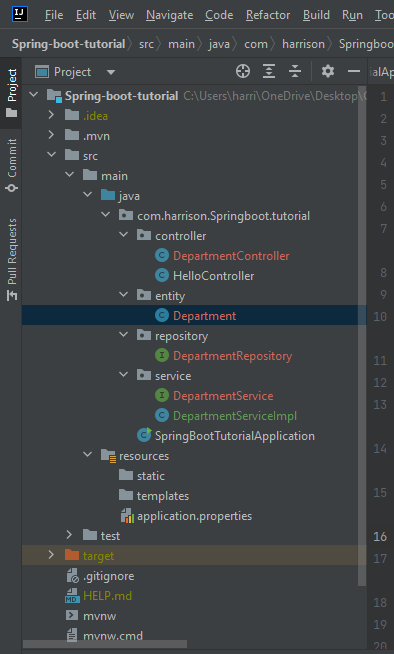 IJ File Edit View Navigate Code Refactor Build Run Tools
Spring-boot-tutorial src main java com harrison Springboo
Project
ialAp
Spring-boot-tutorial C:\Users\harri\OneDrive\Desktop\
1
.idea
2
.mvn
3
src
4
main
5
java
6
com.harrison.Springboot.tutorial
7
controller
DepartmentController
8
HelloController
9
entity
10
Department
repository
11
DepartmentRepository
12
service
13
DepartmentService
DepartmentServiceImpl
14
SpringBootTutorialApplication
resources
15
static
templates
application.properties
16
test
17
target
.gitignore
18
HELP.md
19
mvnw
20
mvnw.cmd
Project
Commit
Pull Requests